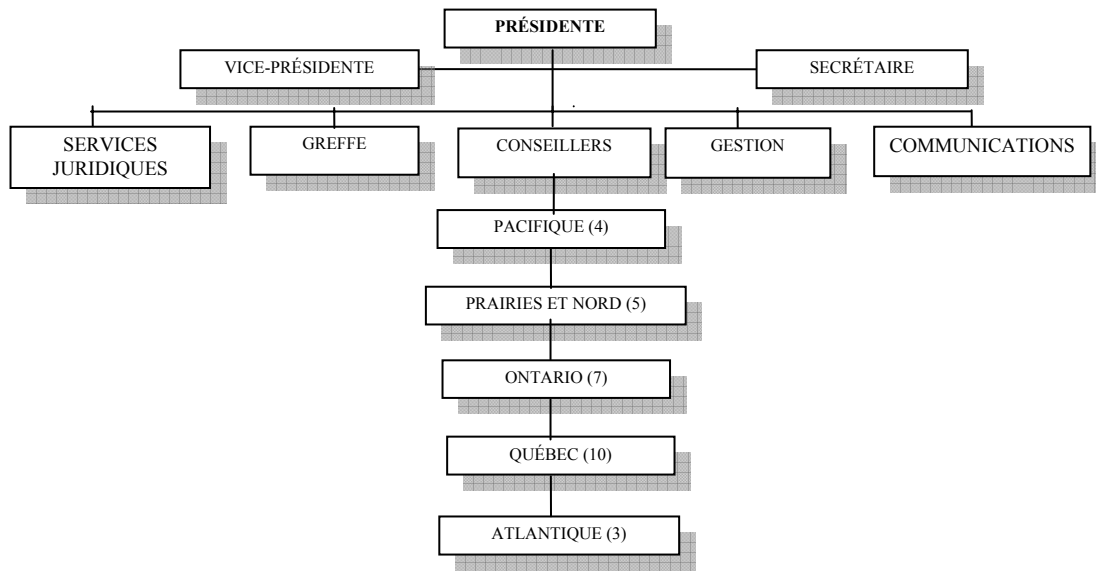 PRÉSIDENTE
VICE-PRÉSIDENTE
SECRÉTAIRE
SERVICES
JURIDIQUES
GREFFE
CONSEILLERS
GESTION
COMMUNICATIONS
PACIFIQUE (4)
PRAIRIES ET NORD (5)
ONTARIO (7)
QUÉBEC (10)
ATLANTIQUE (3)